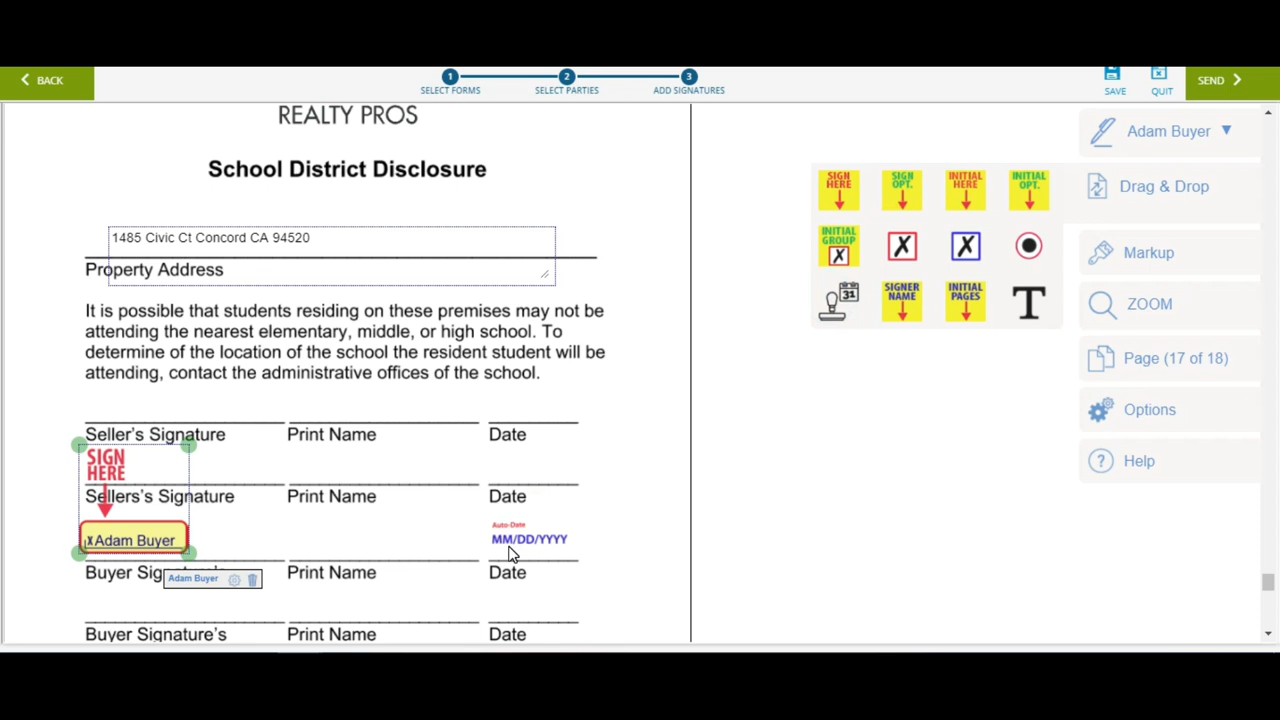 BACK
1
2
3
SELECT FORMS
SELECT PARTIES
ADD SIGNATURES
SAVE
QUIT
SEND
REALTY PROS
School District Disclosure
1485 Civic Ct Concord CA 94520
Property Address
It is possible that students residing on these premises may not be
attending the nearest elementary, middle, or high school. To
determine of the location of the school the resident student will be
attending, contact the administrative offices of the school.
Seller's Signature Print Name Date
SIGN
HERE
Sellers's Signature Print Name Date
Auto-Date
xAdam Buyer MM/DD/YYYY
Buyer Print Name Date
Adam Buyer
Buyer Signature's Print Name Date
SIGN
HERE
SIGN
OPT.
INITIAL
HERE
INITIAL
OPT.
INITIAL
GROUP
X
X
X
31
SIGNER
NAME
INITIAL
PAGES
T
Adam Buyer
Drag & Drop
Markup
ZOOM
Page (17 of 18)
Options
? Help